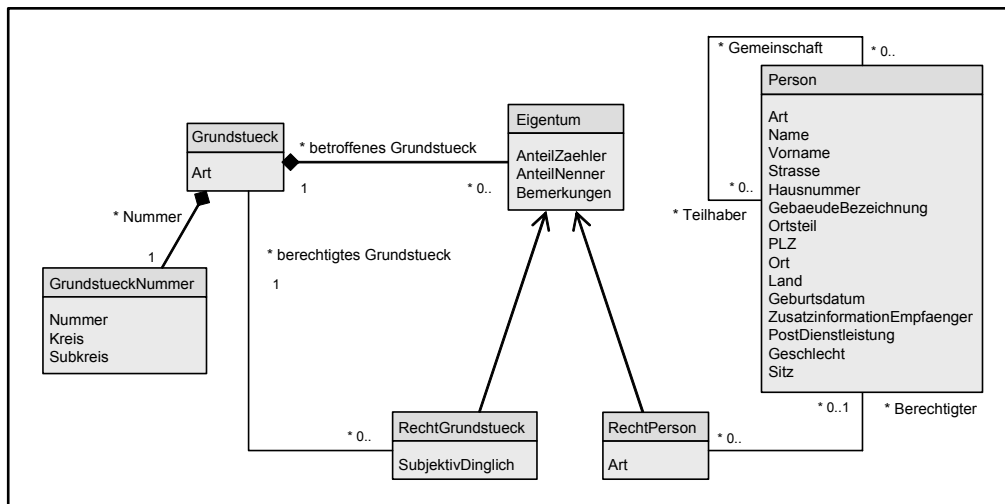 * Gemeinschaft
* 0..
Person
Art
Name
Vorname
Strasse
Hausnummer
GebaeudeBezeichnung
Ortsteil
PLZ
Ort
Land
Geburtsdatum
ZusatzinformationEmpfaenger
PostDienstleistung
Geschlecht
Sitz
* 0..
* Teilhaber
Eigentum
AnteilZaehler
AnteilNenner
Bemerkungen
Grundstueck
Art
* betroffenes Grundstueck
1
* 0..
* Nummer
1
* berechtigtes Grundstueck
1
GrundstueckNummer
Nummer
Kreis
Subkreis
* 0..1
* Berechtigter
* 0..
RechtGrundstueck
SubjektivDinglich
RechtPerson
Art
* 0..